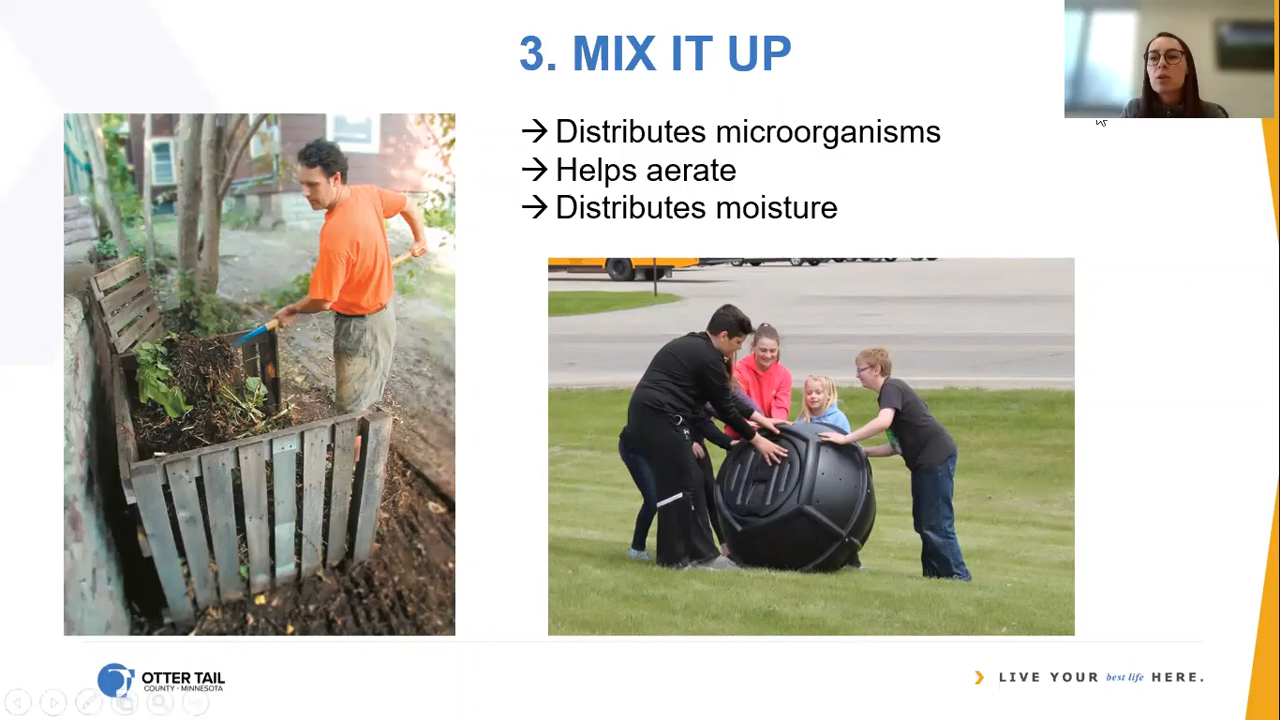 3. MIX IT UP
→ Distributes microorganisms
→ Helps aerate
→ Distributes moisture
OTTER TAIL
COUNTY · MINNESOTA
LIVE YOUR best life HERE.